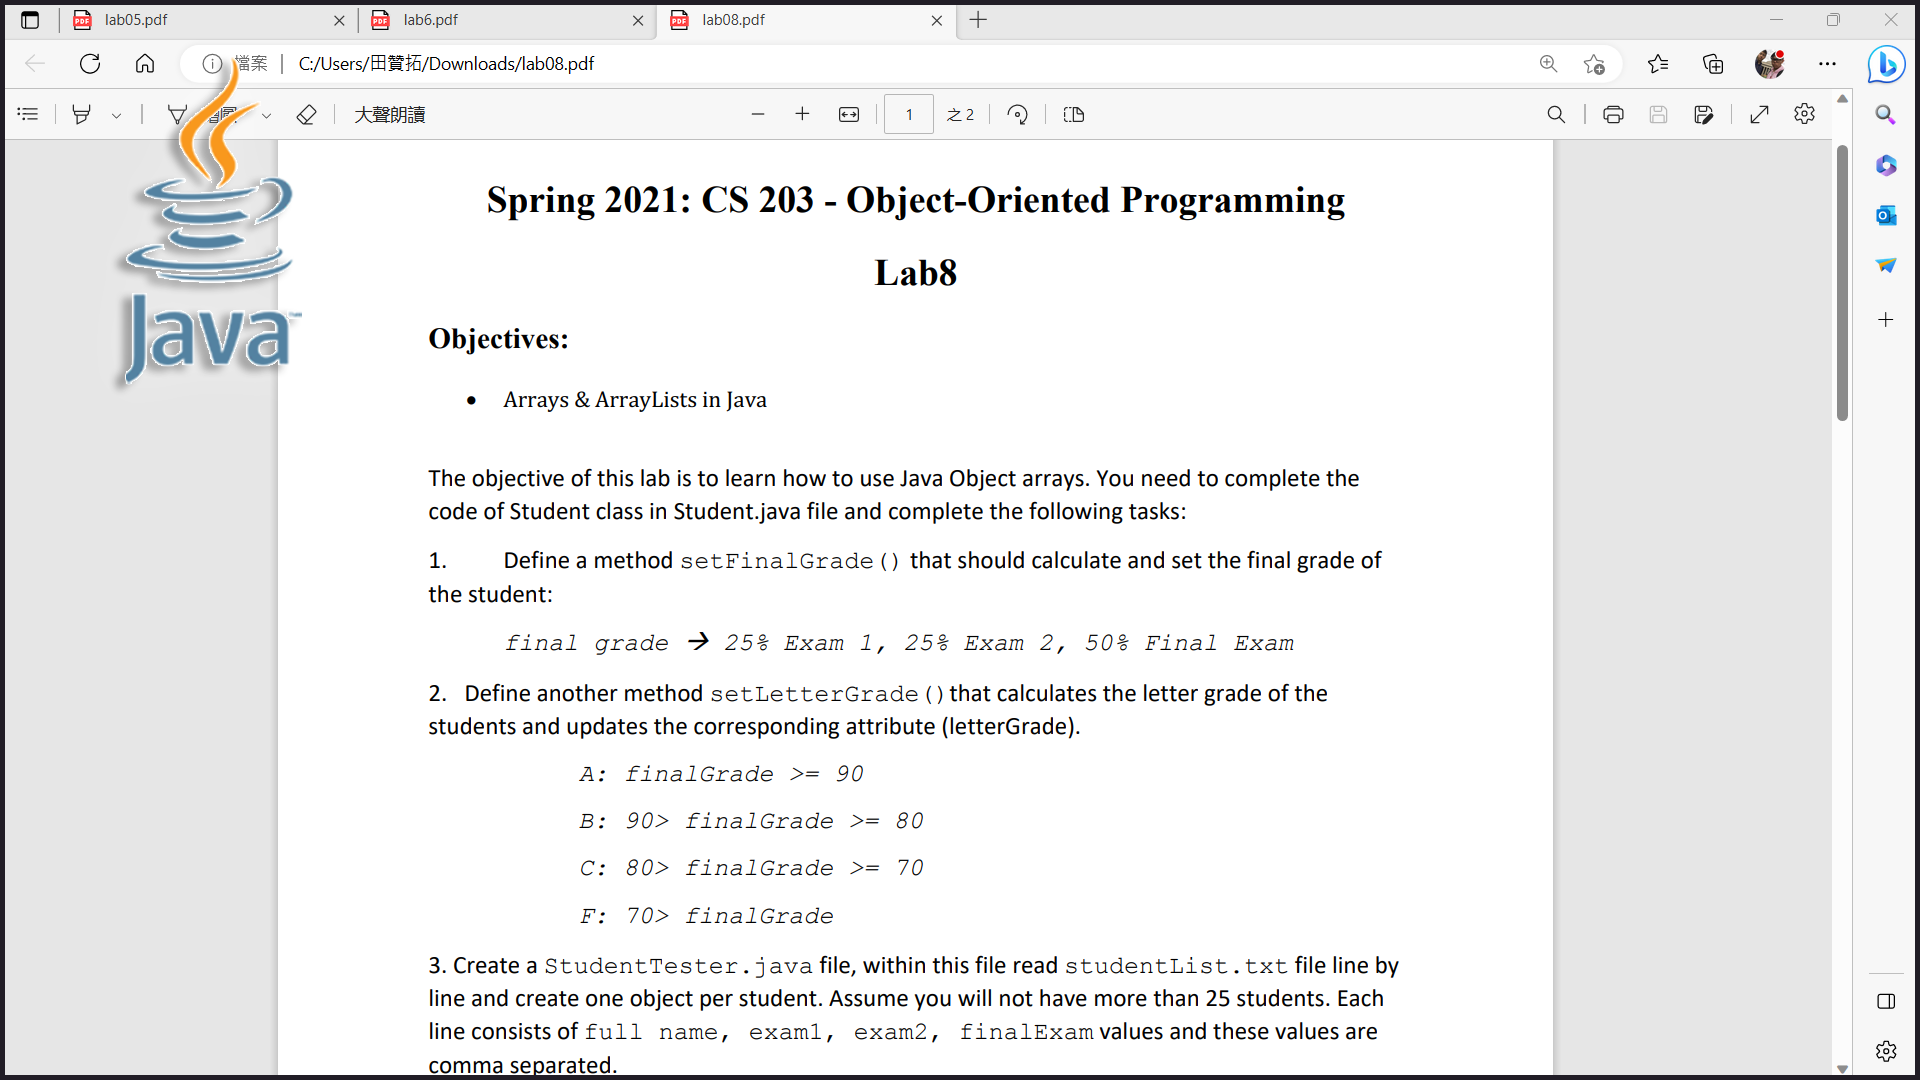 lab05.pdf
lab6.pdf
lab08.pdf
檔案
C:/Users/田贊拓/Downloads/lab08.pdf
大聲朗讀
1
之 2
Java
Spring 2021: CS 203 - Object-Oriented Programming
Lab8
Objectives:
• Arrays & ArrayLists in Java
The objective of this lab is to learn how to use Java Object arrays. You need to complete the
code of Student class in Student.java file and complete the following tasks:
1. Define a method setFinalGrade() that should calculate and set the final grade of
the student:
final grade → 25% Exam 1, 25% Exam 2, 50% Final Exam
2. Define another method setLetterGrade()that calculates the letter grade of the
students and updates the corresponding attribute (letterGrade).
A: finalGrade >= 90
B: 90> finalGrade >= 80
C: 80> finalGrade >= 70
F: 70> finalGrade
3. Create a StudentTester.java file, within this file read studentList.txt file line by
line and create one object per student. Assume you will not have more than 25 students. Each
line consists of full name, exam1, exam2, finalExam values and these values are
comma separated.